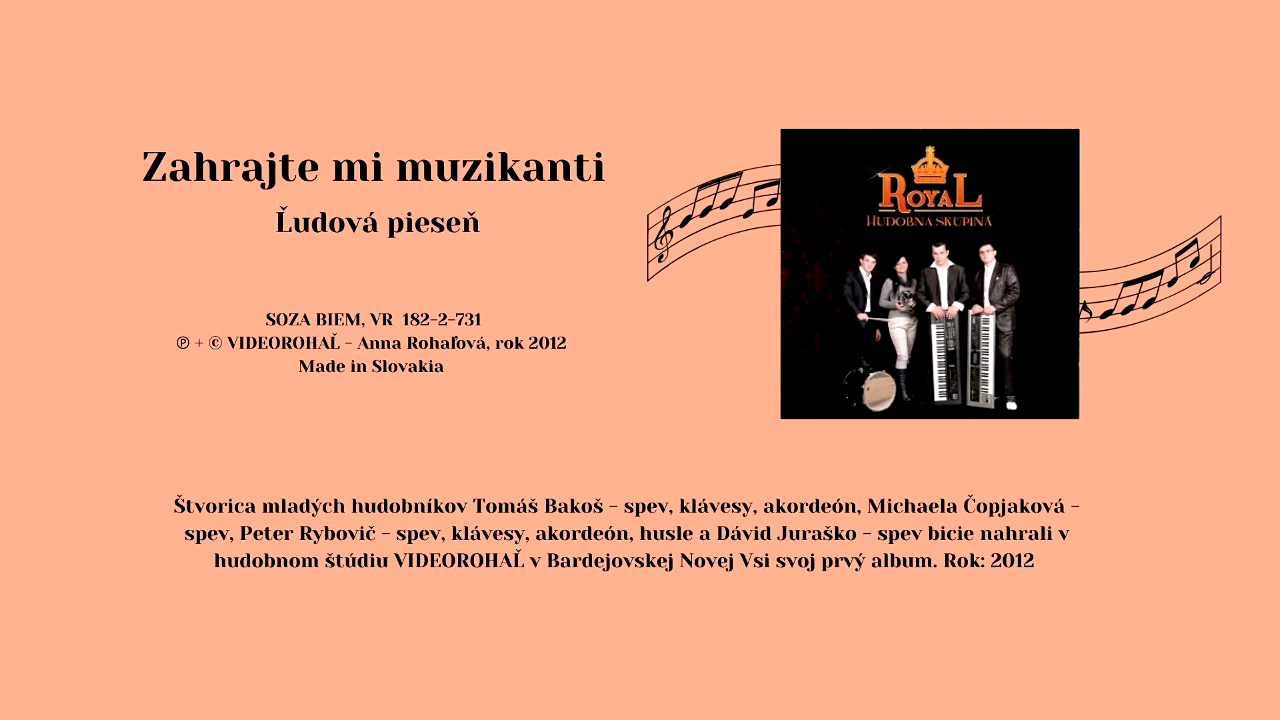 Zahrajte mi muzikanti
Ľudová pieseň
SOZA BIEM, VR 182-2-731
℗ + © VIDEOROHAĽ - Anna Rohaľová, rok 2012
Made in Slovakia
ROYAL
HUDOBNA SKUPINÁ
Štvorica mladých hudobníkov Tomáš Bakoš - spev, klávesy, akordeón, Michaela Čopjaková -
spev, Peter Rybovič - spev, klávesy, akordeón, husle a Dávid Juraško - spev bicie nahrali v
hudobnom štúdiu VIDEOROHAĽ v Bardejovskej Novej Vsi svoj prvý album. Rok: 2012